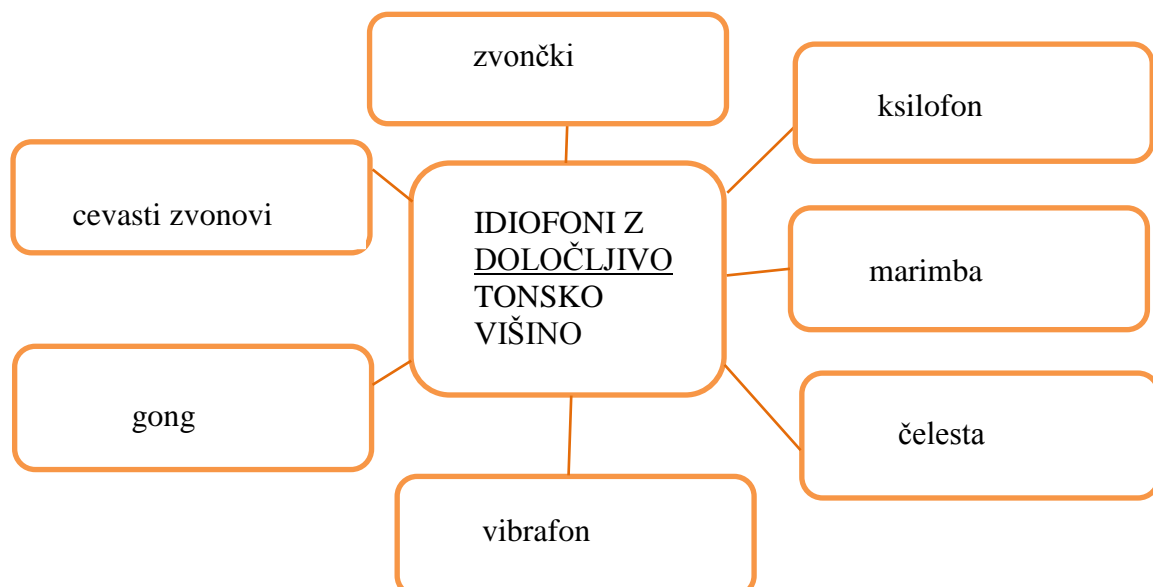 zvončki
ksilofon
cevasti zvonovi
IDIOFONI Z
DOLOČLJIVO
TONSKO
VIŠINO
marimba
gong
čelesta
vibrafon